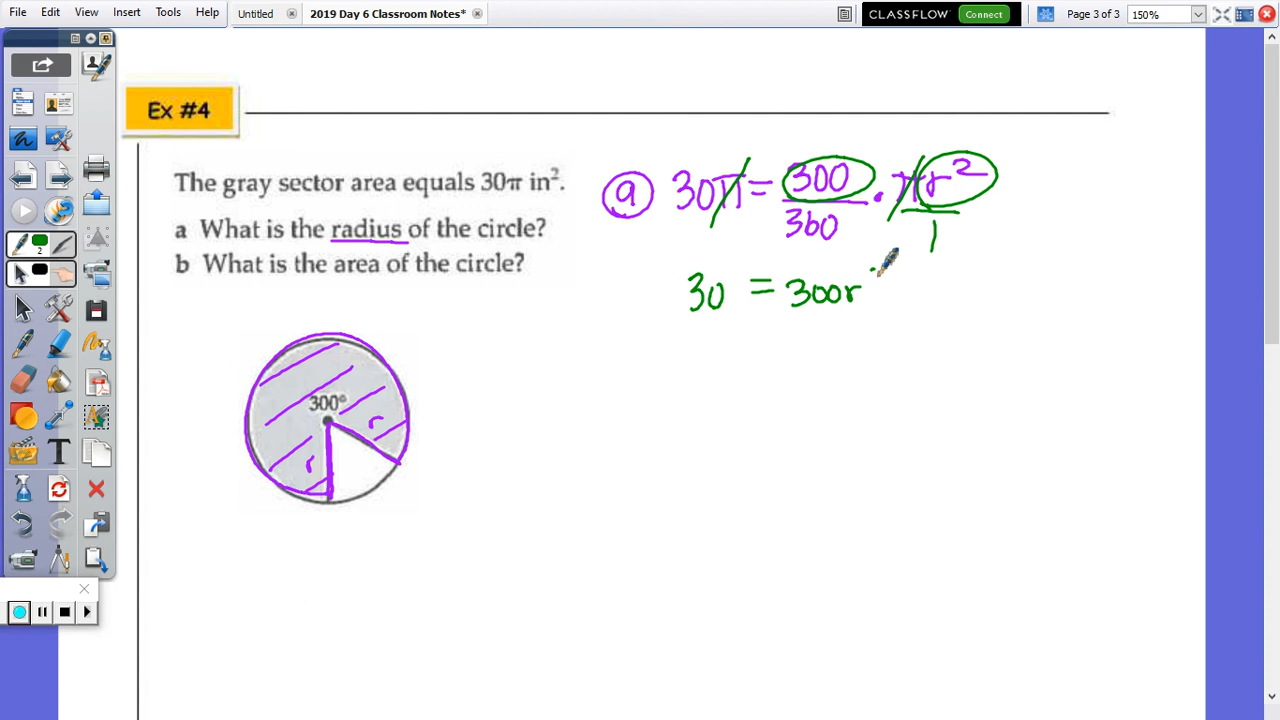 File Edit View Insert Tools Help Untitled 2019 Day 6 Classroom Notes* CLASSFLOW Connect Page 3 of 3 150%
Ex #4
The gray sector area equals 30π in².
a What is the radius of the circle?
b What is the area of the circle?
a 30π = 300/360 · πr²/1
30 = 300r
300°
r
r
2
T